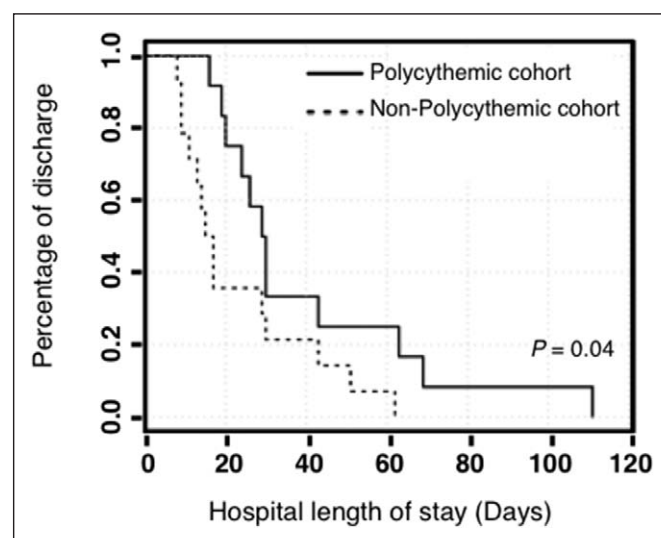 Percentage of discharge
1.0
0.8
0.6
0.4
0.2
0.0
Polycythemic cohort
Non-Polycythemic cohort
P = 0.04
0 20 40 60 80 100 120
Hospital length of stay (Days)